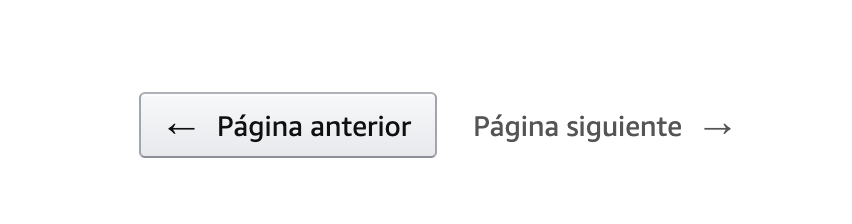 ← Página anterior Página siguiente →